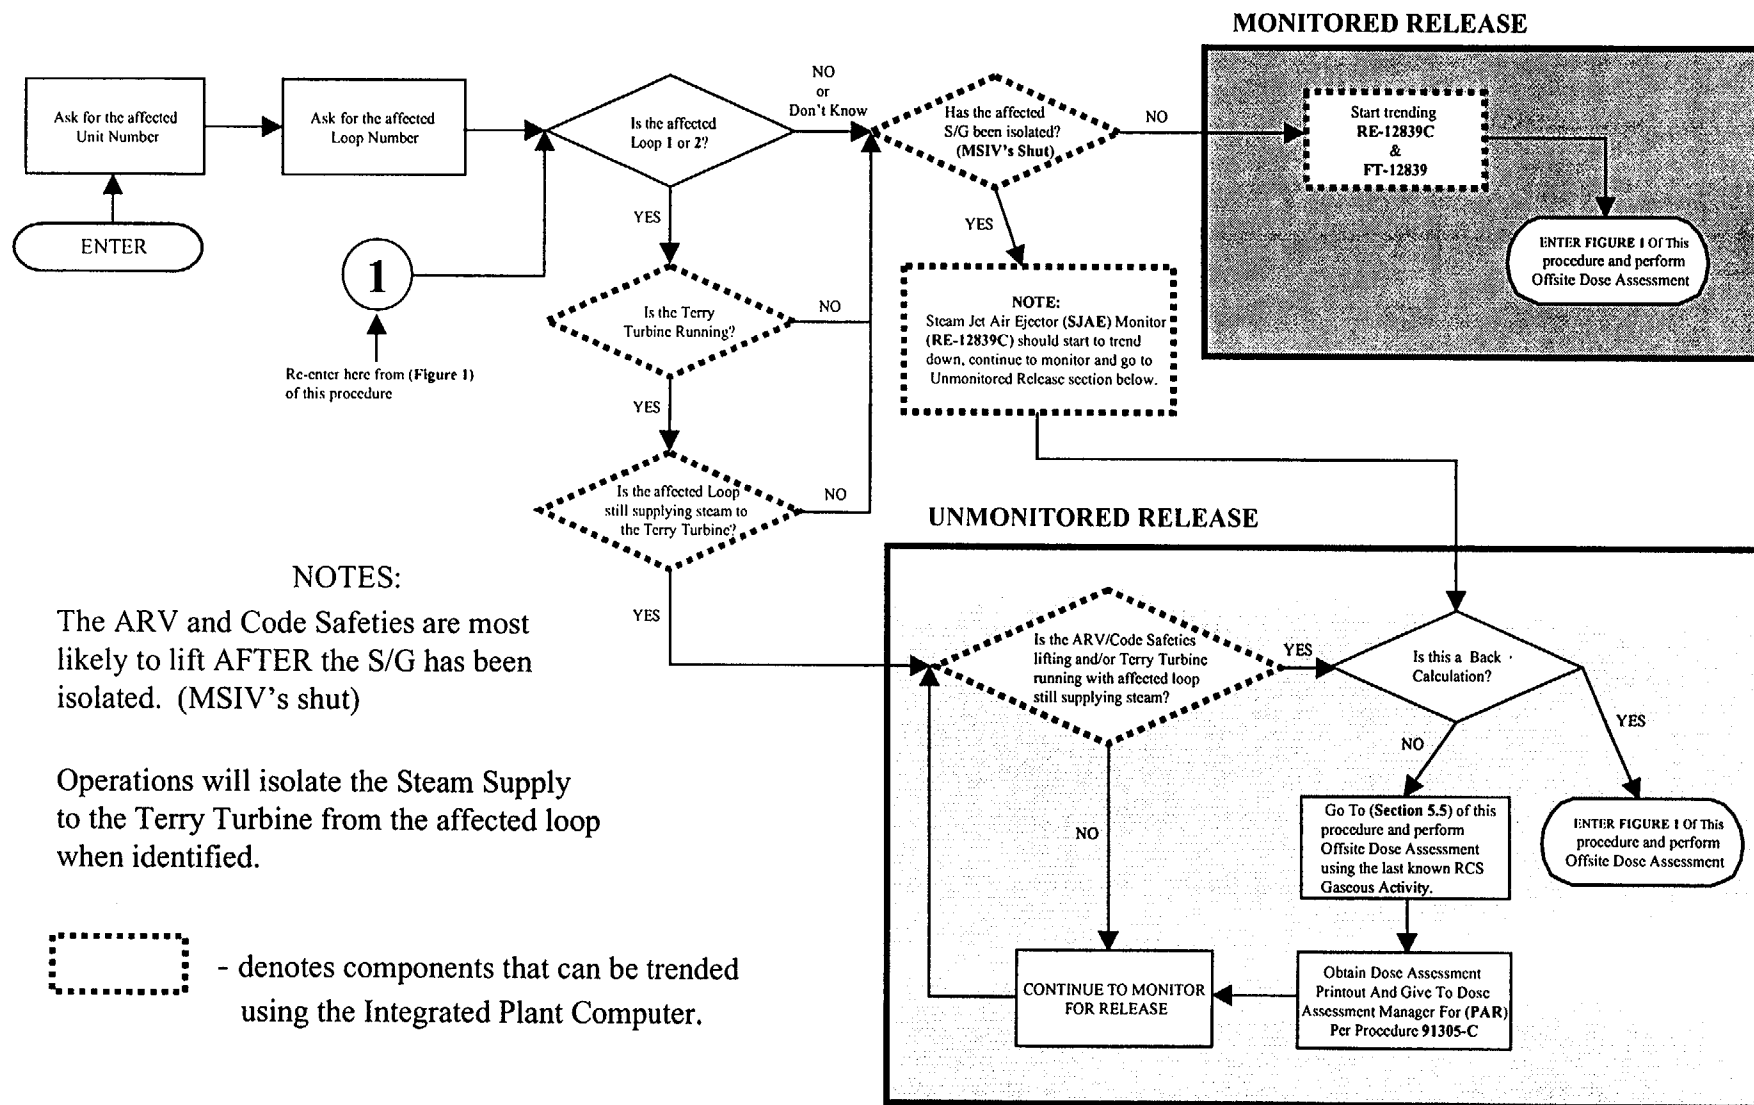 MONITORED RELEASE
Ask for the affected
Unit Number
ENTER
Ask for the affected
Loop Number
1
Re-enter here from (Figure 1)
of this procedure
Is the affected
Loop 1 or 2?
NO
or
Don't Know
YES
Is the Terry
Turbine Running?
NO
YES
Is the affected Loop
still supplying steam to
the Terry Turbine?
NO
YES
Has the affected
S/G been isolated?
(MSIV's Shut)
NO
YES
Start trending
RE-12839C
&
FT-12839
ENTER FIGURE 1 Of This
procedure and perform
Offsite Dose Assessment
NOTE:
Steam Jet Air Ejector (SJAE) Monitor
(RE-12839C) should start to trend
down, continue to monitor and go to
Unmonitored Release section below.
UNMONITORED RELEASE
Is the ARV/Code Safeties
lifting and/or Terry Turbine
running with affected loop
still supplying steam?
YES
NO
Is this a Back
Calculation?
YES
NO
Go To (Section 5.5) of this
procedure and perform
Offsite Dose Assessment
using the last known RCS
Gaseous Activity.
ENTER FIGURE 1 Of This
procedure and perform
Offsite Dose Assessment
Obtain Dose Assessment
Printout And Give To Dose
Assessment Manager For (PAR)
Per Procedure 91305-C
CONTINUE TO MONITOR
FOR RELEASE
NOTES:
The ARV and Code Safeties are most
likely to lift AFTER the S/G has been
isolated. (MSIV's shut)
Operations will isolate the Steam Supply
to the Terry Turbine from the affected loop
when identified.
- denotes components that can be trended
using the Integrated Plant Computer.